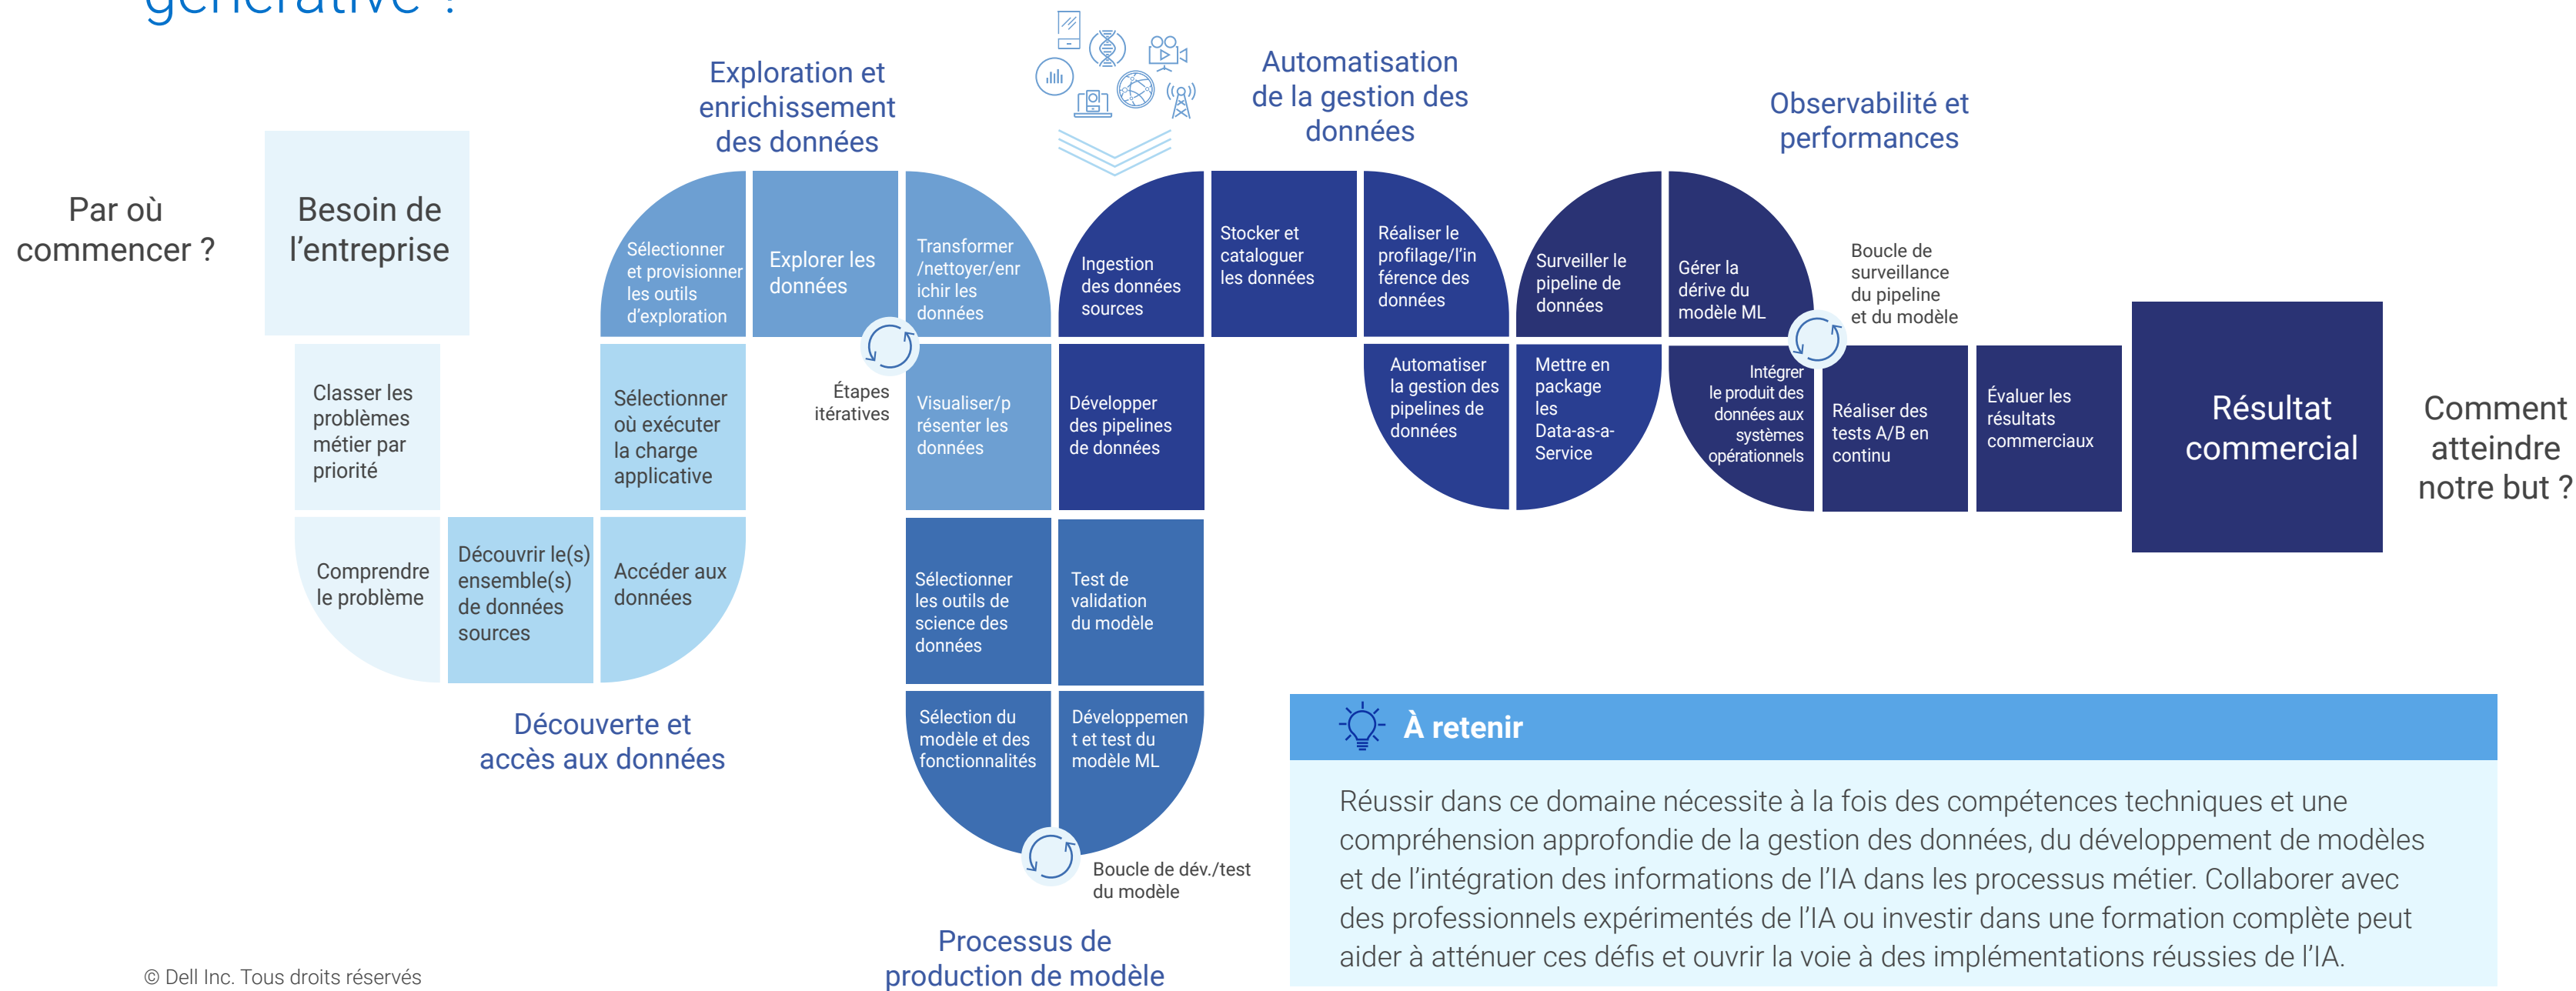 générative ?
Par où
commencer ?
Besoin de
l’entreprise
Classer les
problèmes
métier par
priorité
Comprendre
le problème
Découvrir le(s)
ensemble(s)
de données
sources
Accéder aux
données
Découverte et
accès aux données
Sélectionner
où exécuter
la charge
applicative
Exploration et
enrichissement
des données
Sélectionner
et provisionner
les outils
d’exploration
Explorer les
données
Transformer
/nettoyer/enr
ichir les
données
Étapes
itératives
Visualiser/p
résenter les
données
Sélectionner
les outils de
science des
données
Sélection du
modèle et des
fonctionnalités
Développemen
t et test du
modèle ML
Boucle de dév./test
du modèle
Processus de
production de modèle
Test de
validation
du modèle
Développer
des pipelines
de données
Ingestion
des données
sources
Automatisation
de la gestion des
données
Stocker et
cataloguer
les données
Réaliser le
profilage/l’in
férence des
données
Automatiser
la gestion des
pipelines de
données
Mettre en
package
les
Data-as-a-
Service
Observabilité et
performances
Surveiller le
pipeline de
données
Gérer la
dérive du
modèle ML
Boucle de
surveillance
du pipeline
et du modèle
Intégrer
le produit des
données aux
systèmes
opérationnels
Réaliser des
tests A/B en
continu
Évaluer les
résultats
commerciaux
Résultat
commercial
Comment
atteindre
notre but ?
À retenir
Réussir dans ce domaine nécessite à la fois des compétences techniques et une
compréhension approfondie de la gestion des données, du développement de modèles
et de l’intégration des informations de l’IA dans les processus métier. Collaborer avec
des professionnels expérimentés de l’IA ou investir dans une formation complète peut
aider à atténuer ces défis et ouvrir la voie à des implémentations réussies de l’IA.
© Dell Inc. Tous droits réservés